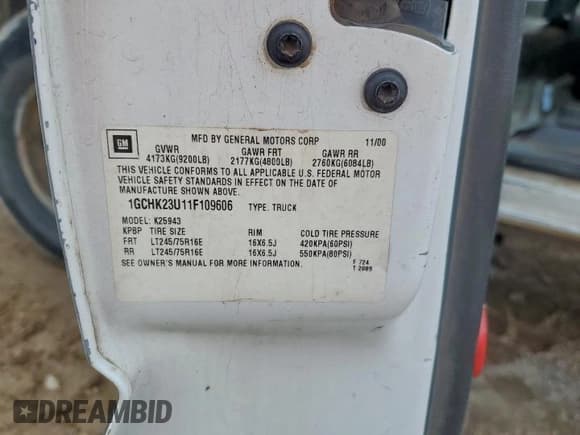 GM
MFD BY GENERAL MOTORS CORP 11/00
GVWR GAWR FRT GAWR RR
4173KG(9200LB) 2177KG(4800LB) 2760KG(6084LB)
THIS VEHICLE CONFORMS TO ALL APPLICABLE U.S. FEDERAL MOTOR
VEHICLE SAFETY STANDARDS IN EFFECT ON THE DATE OF
MANUFACTURE SHOWN ABOVE.
1GCHK23U11F109606 TYPE: TRUCK
MODEL: K25943
KPBP TIRE SIZE RIM COLD TIRE PRESSURE
FRT LT245/75R16E 16X6.5J 420KPA(60PSI)
RR LT245/75R16E 16X6.5J 550KPA(80PSI)
SEE OWNER'S MANUAL FOR MORE INFORMATION. F 724
T 2089
DREAMBID